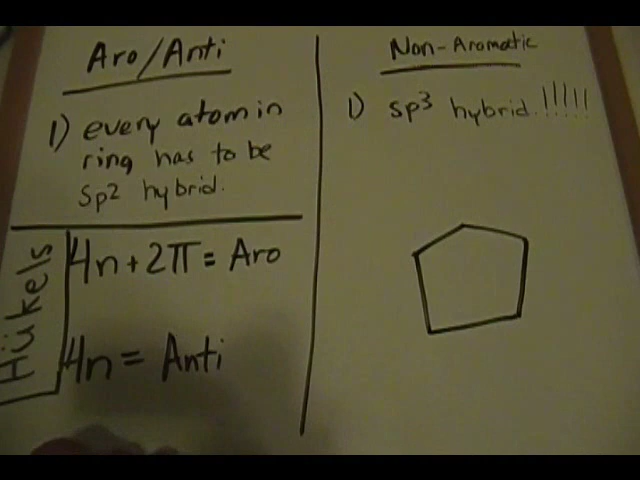 Aro/Anti
1) every atom in
ring has to be
sp2 hybrid.
Hükels
4n+2π = Aro
4n = Anti
Non-Aromatic
1) sp3 hybrid.!!!!!